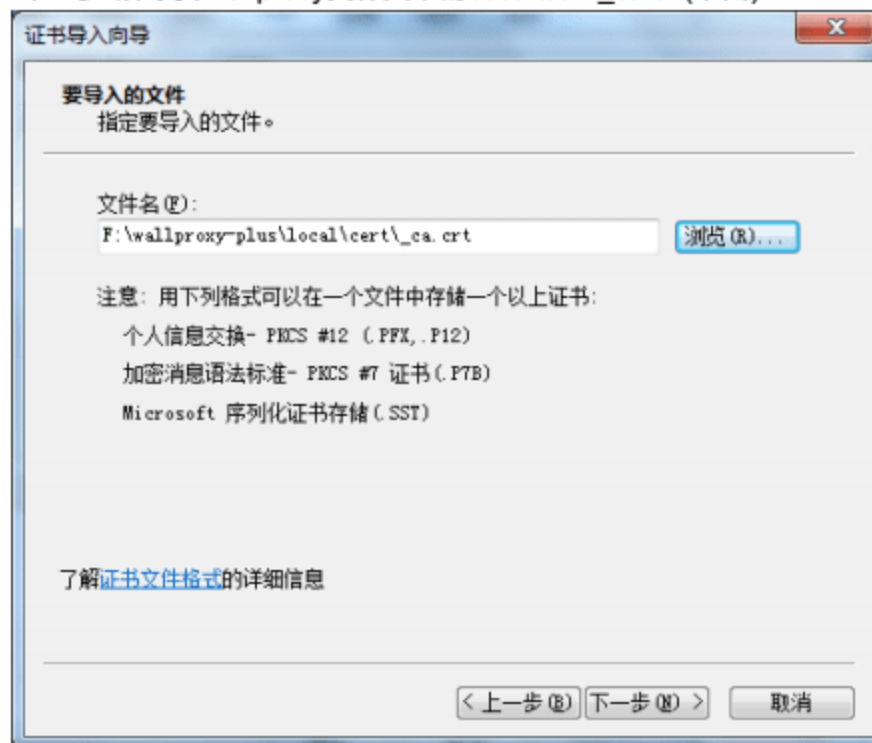 证书导入向导
要导入的文件
指定要导入的文件。
文件名(F):
F:\wallproxy-plus\local\cert\_ca.crt
浏览(R)...
注意: 用下列格式可以在一个文件中存储一个以上证书:
个人信息交换- PKCS #12 (.PFX,.P12)
加密消息语法标准- PKCS #7 证书(.P7B)
Microsoft 序列化证书存储(.SST)
了解证书文件格式的详细信息
< 上一步(B) 下一步(N) > 取消